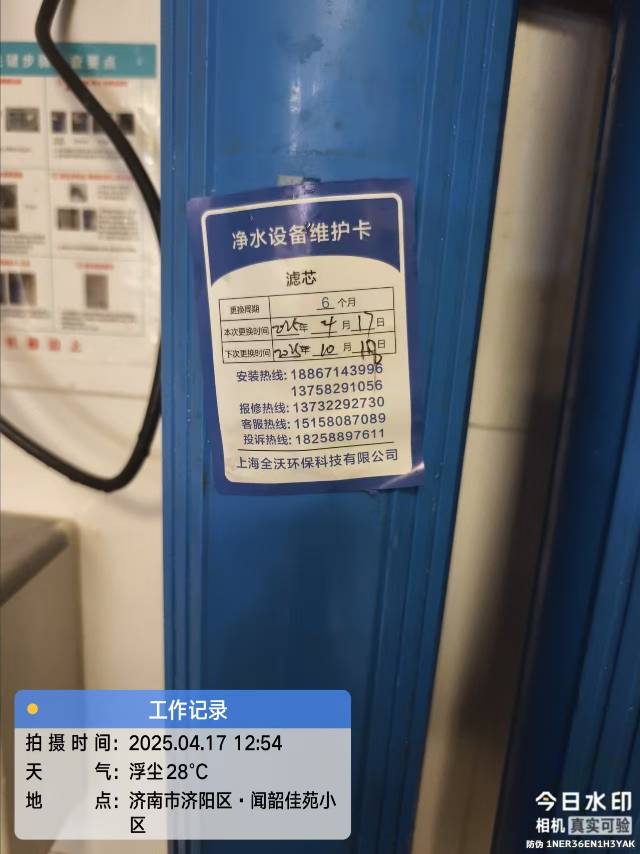 净水设备维护卡
滤芯
更换周期 6 个月
本次更换时间 2025年 4月 17日
下次更换时间 2025年 10月 日
安装热线: 18867143996
13758291056
报修热线: 13732292730
客服热线: 15158087089
投诉热线: 18258897611
上海全沃环保科技有限公司
工作记录
拍摄时间: 2025.04.17 12:54
天 气: 浮尘28℃
地 点: 济南市济阳区·闻韶佳苑小
区
今日水印
相机 真实可验
防伪 1NER36EN1H3YAK